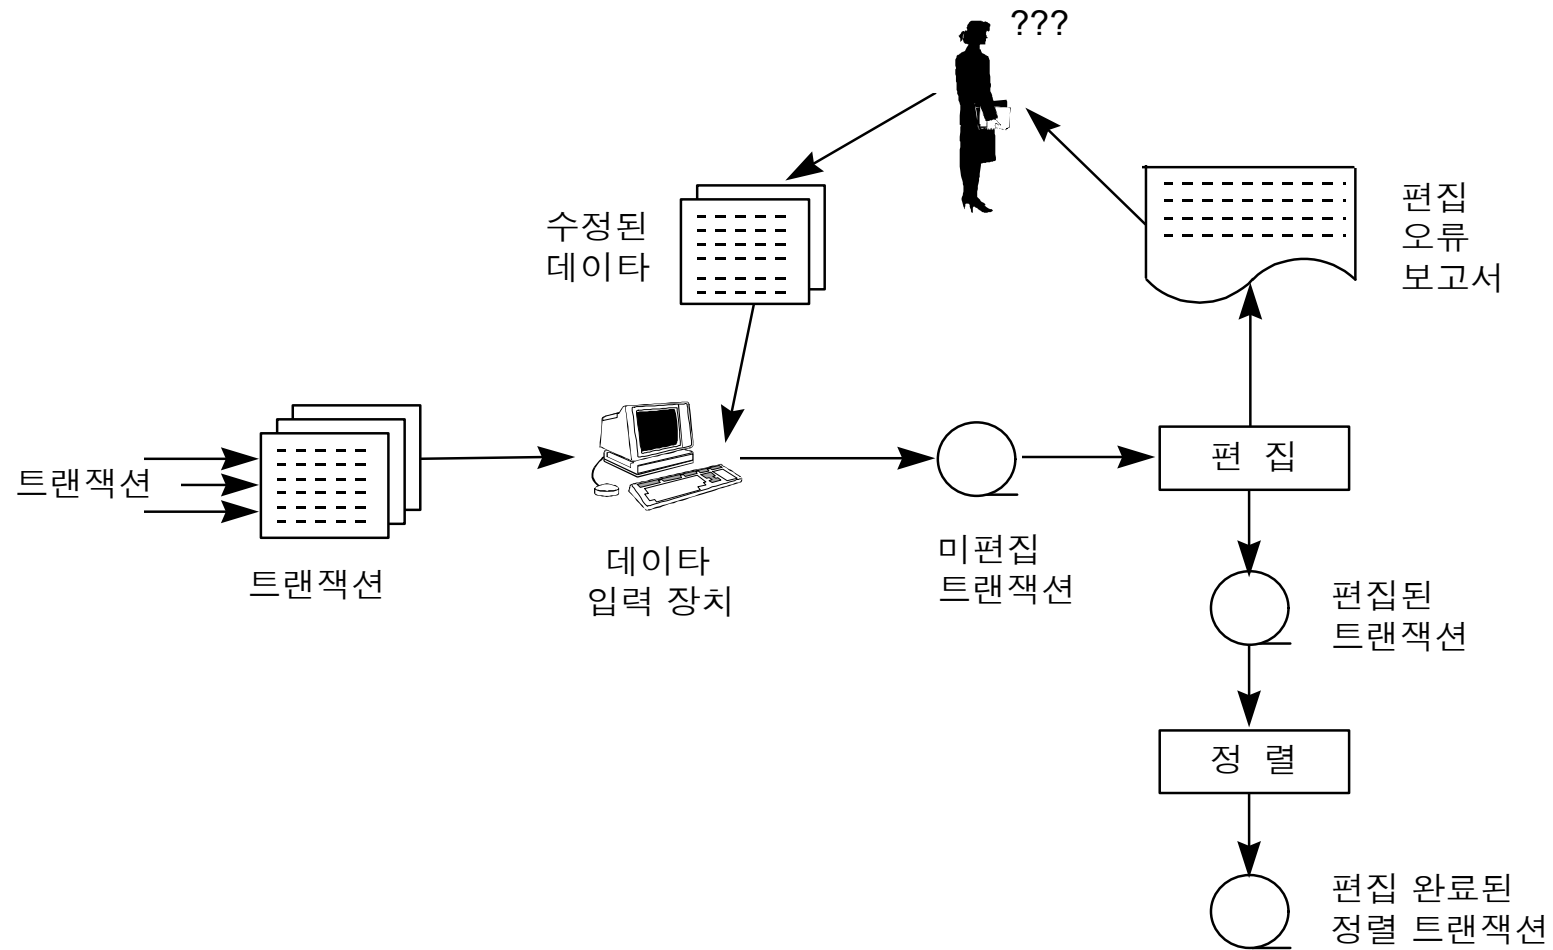 ???
수정된
데이타
편집
오류
보고서
트랜잭션
트랜잭션
데이타
입력 장치
미편집
트랜잭션
편 집
편집된
트랜잭션
정 렬
편집 완료된
정렬 트랜잭션